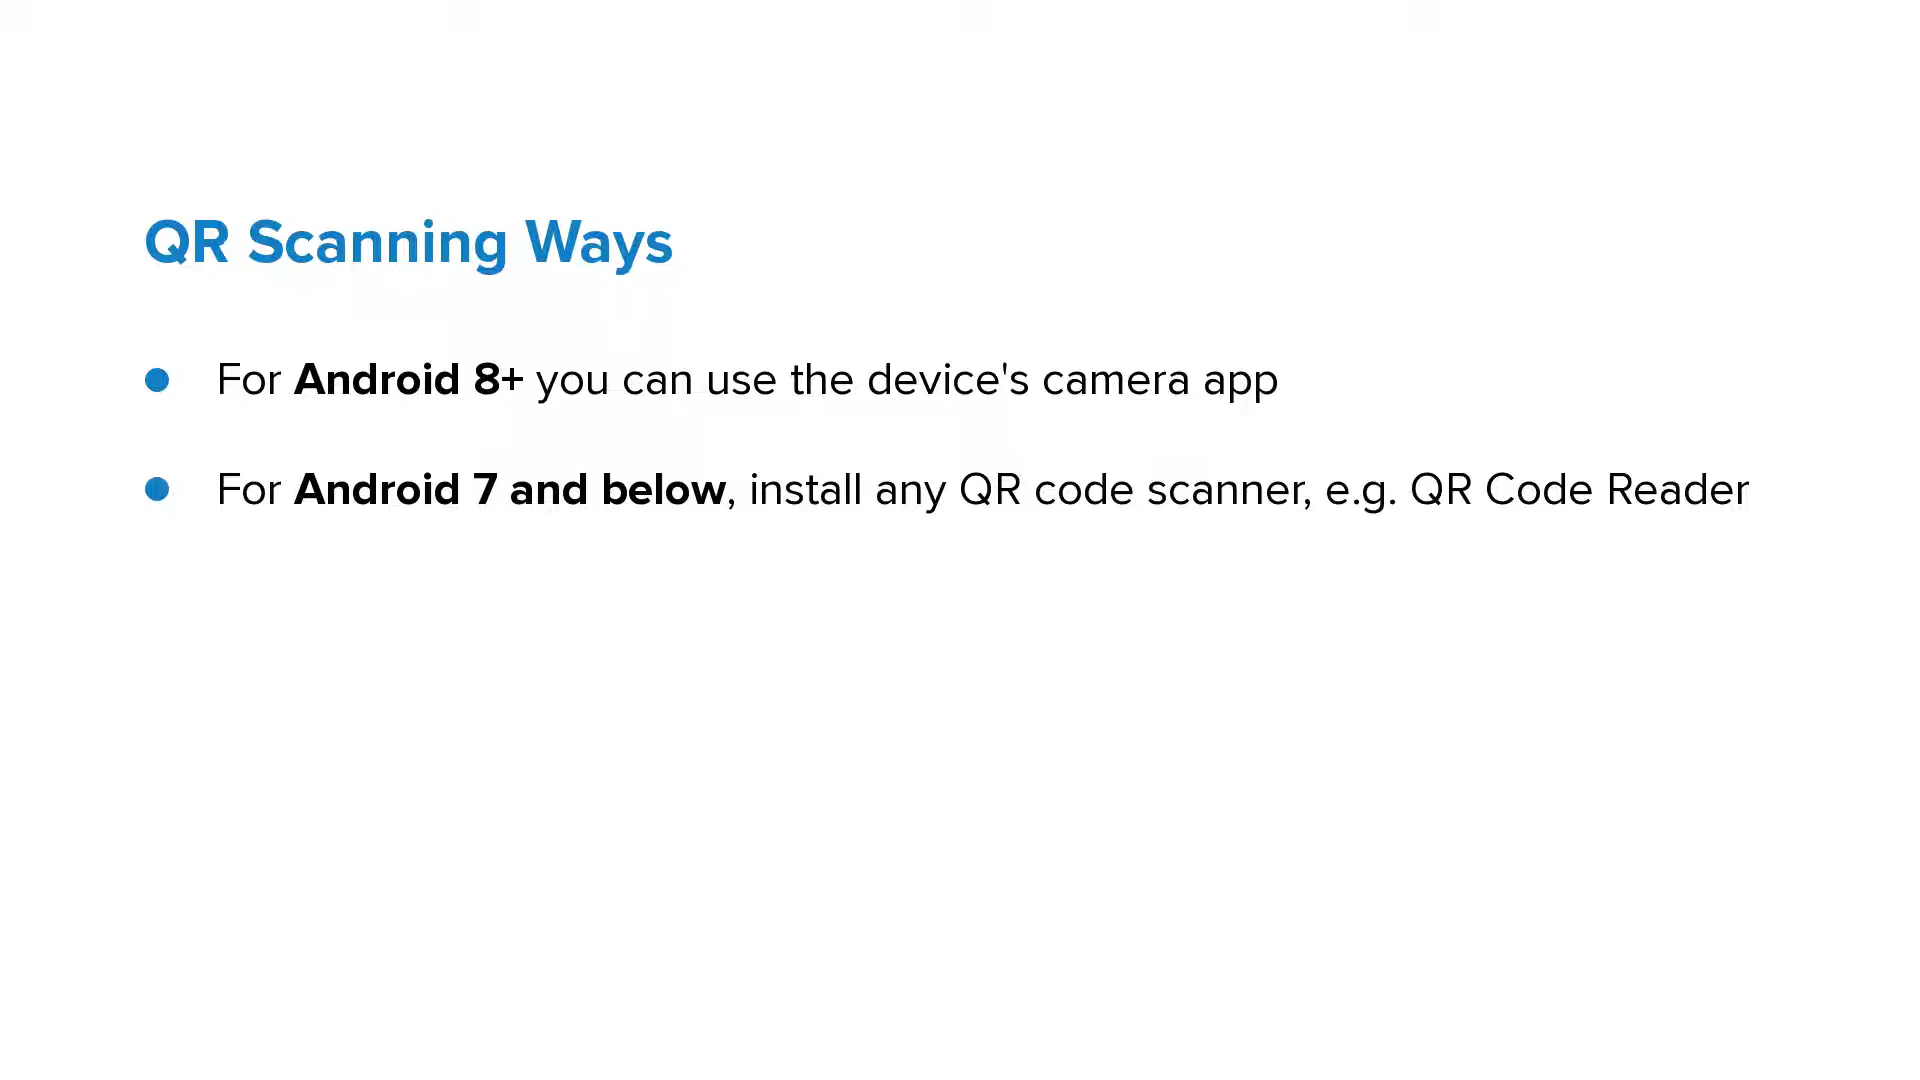 QR Scanning Ways
For Android 8+ you can use the device's camera app
For Android 7 and below, install any QR code scanner, e.g. QR Code Reader